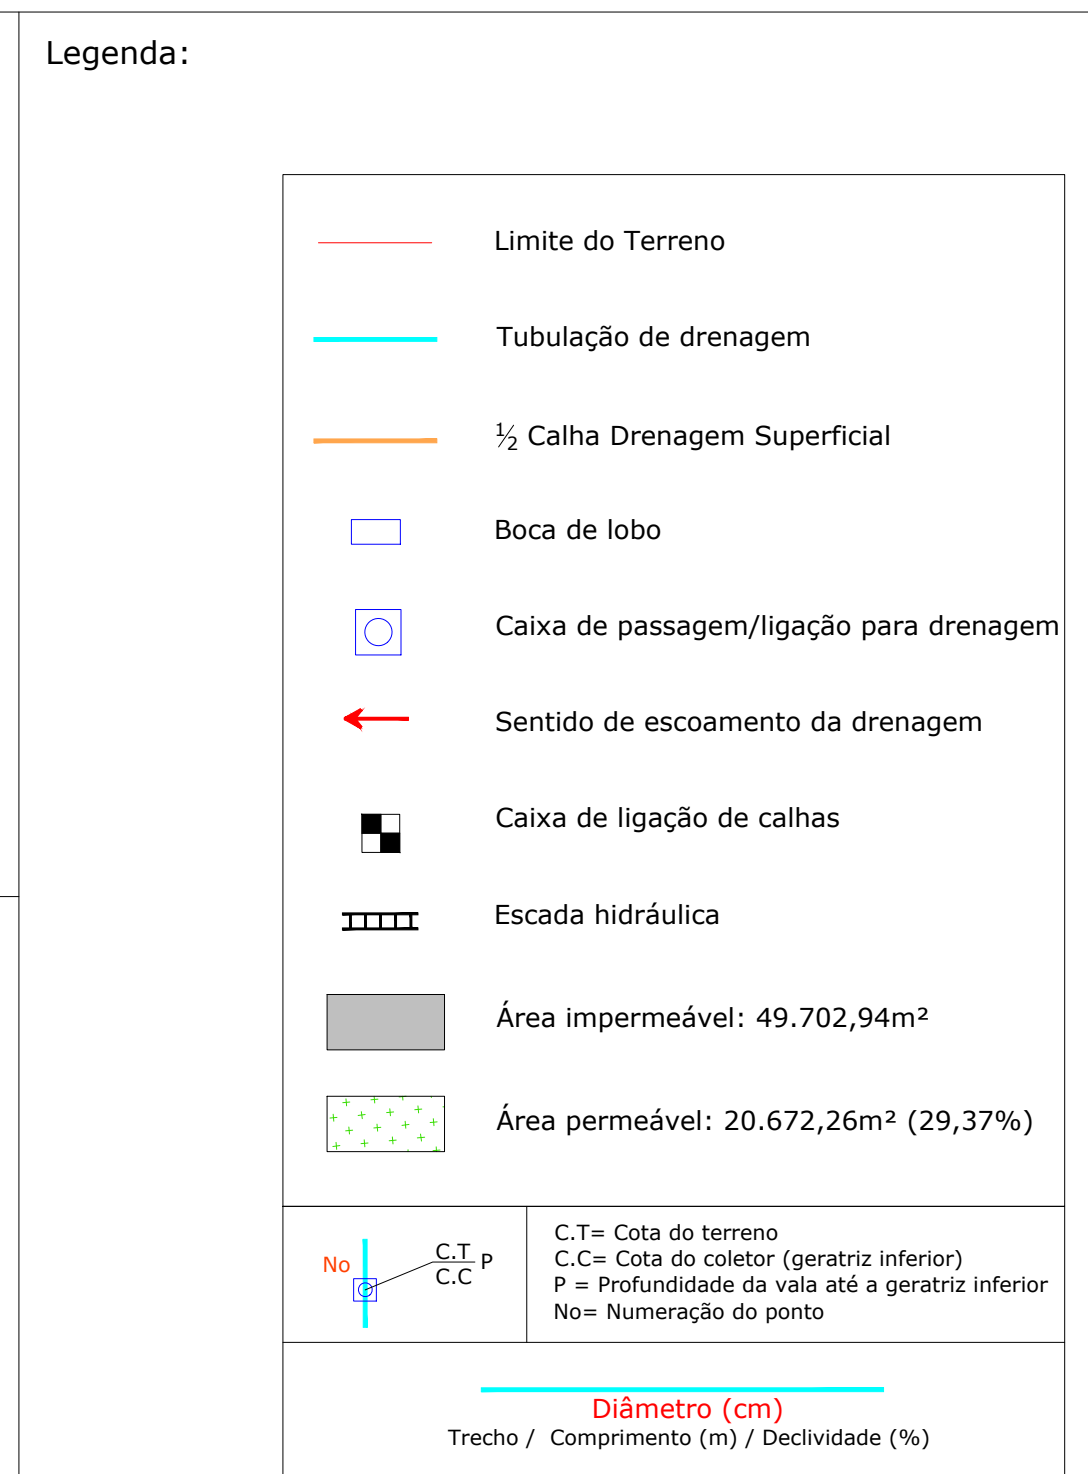 Legenda:
Limite do Terreno
Tubulação de drenagem
½ Calha Drenagem Superficial
Boca de lobo
Caixa de passagem/ligação para drenagem
Sentido de escoamento da drenagem
Caixa de ligação de calhas
Escada hidráulica
Área impermeável: 49.702,94m²
Área permeável: 20.672,26m² (29,37%)
No
C.T
C.C
P
C.T= Cota do terreno
C.C= Cota do coletor (geratriz inferior)
P = Profundidade da vala até a geratriz inferior
No= Numeração do ponto
Diâmetro (cm)
Trecho / Comprimento (m) / Declividade (%)